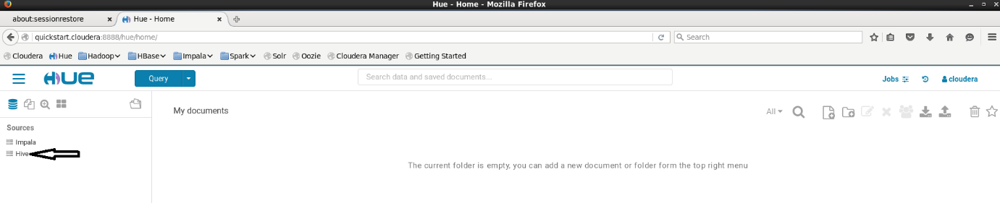 Hue - Home - Mozilla Firefox
about:sessionrestore
Hue - Home
quickstart.cloudera:8888/hue/home/
Search
Cloudera Hue Hadoop HBase Impala Spark Solr Oozie Cloudera Manager Getting Started
HUE Query Search data and saved documents... Jobs cloudera
My documents All
Sources
Impala
Hive
The current folder is empty, you can add a new document or folder form the top right menu